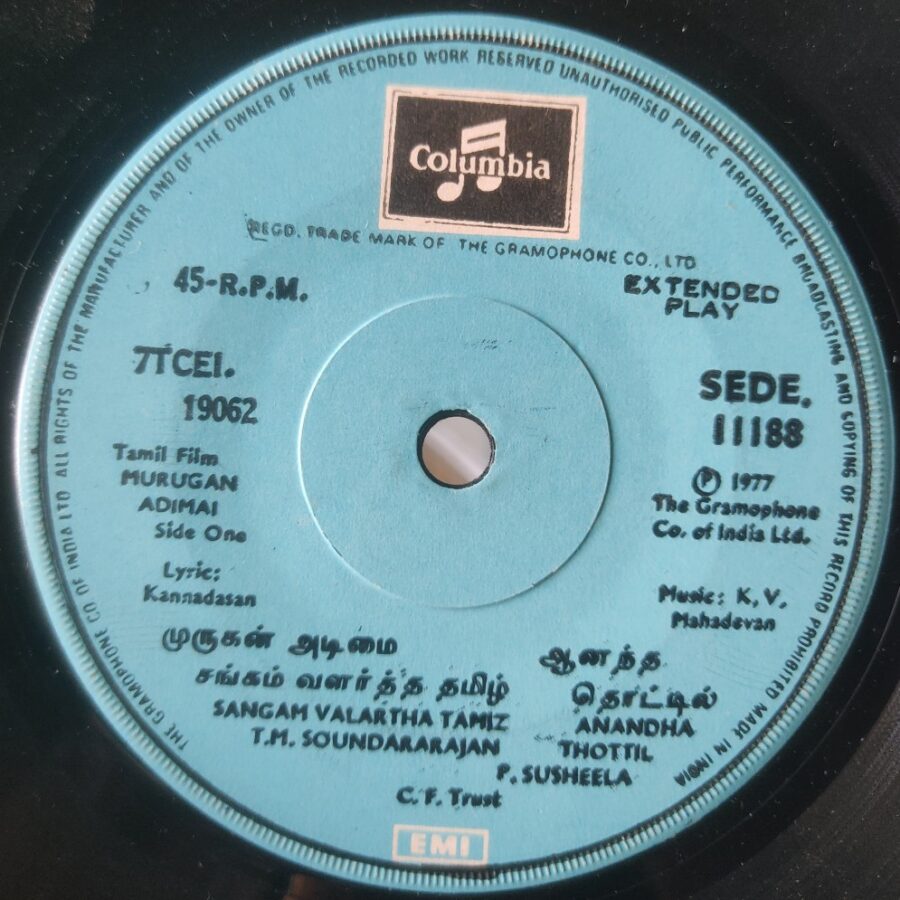 THE GRAMOPHONE CO OF INDIA LTD ALL RIGHTS OF THE MANUFACTURER AND OF THE OWNER OF THE RECORDED WORK RESERVED UNAUTHORISED PUBLIC PERFORMANCE BROADCASTING AND COPYING OF THIS RECORD PROHIBITED MADE IN INDIA
Columbia
REGD. TRADE MARK OF THE GRAMOPHONE CO., LTD
45-R.P.M.
EXTENDED
PLAY
7TCEI.
19062
SEDE.
11188
Tamil Film
MURUGAN
ADIMAI
Side One
Ⓟ 1977
The Gramophone
Co. of India Ltd.
Lyric:
Kannadasan
Music: K. V.
Mahadevan
முருகன் அடிமை
சங்கம் வளர்த்த தமிழ்
SANGAM VALARTHA TAMIZ
T.M. SOUNDARARAJAN
ஆனந்த
தொட்டில்
ANANDHA
THOTTIL
P. SUSHEELA
C. F. Trust
EMI